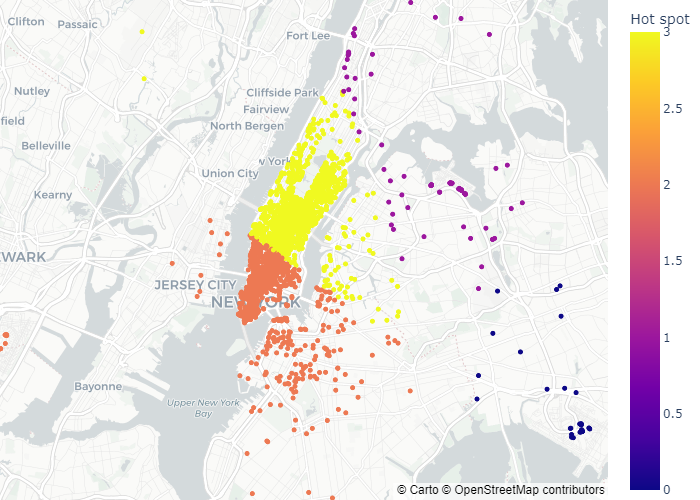 Clifton
Passaic
Fort Lee
Hot spot
3
Nutley
Cliffside Park
Fairview
field
North Bergen
2.5
Belleville
w York
Union City
Kearny
2
WARK
1.5
JERSEY CITY
NEW YORK
1
Bayonne
Upper New York
Bay
0.5
0
© Carto © OpenStreetMap contributors